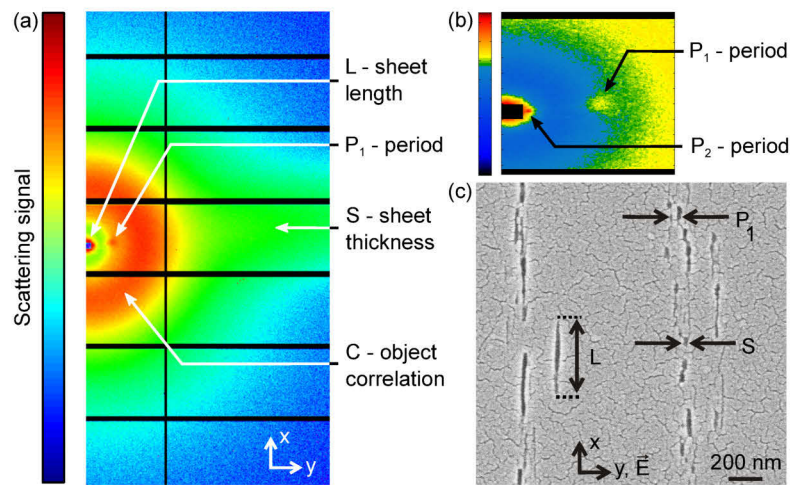 (a)
Scattering signal
L - sheet
length
P₁ - period
S - sheet
thickness
C - object
correlation
x
y
(b)
P₁ - period
P₂ - period
(c)
P₁
S
L
x
y, E⃗
200 nm